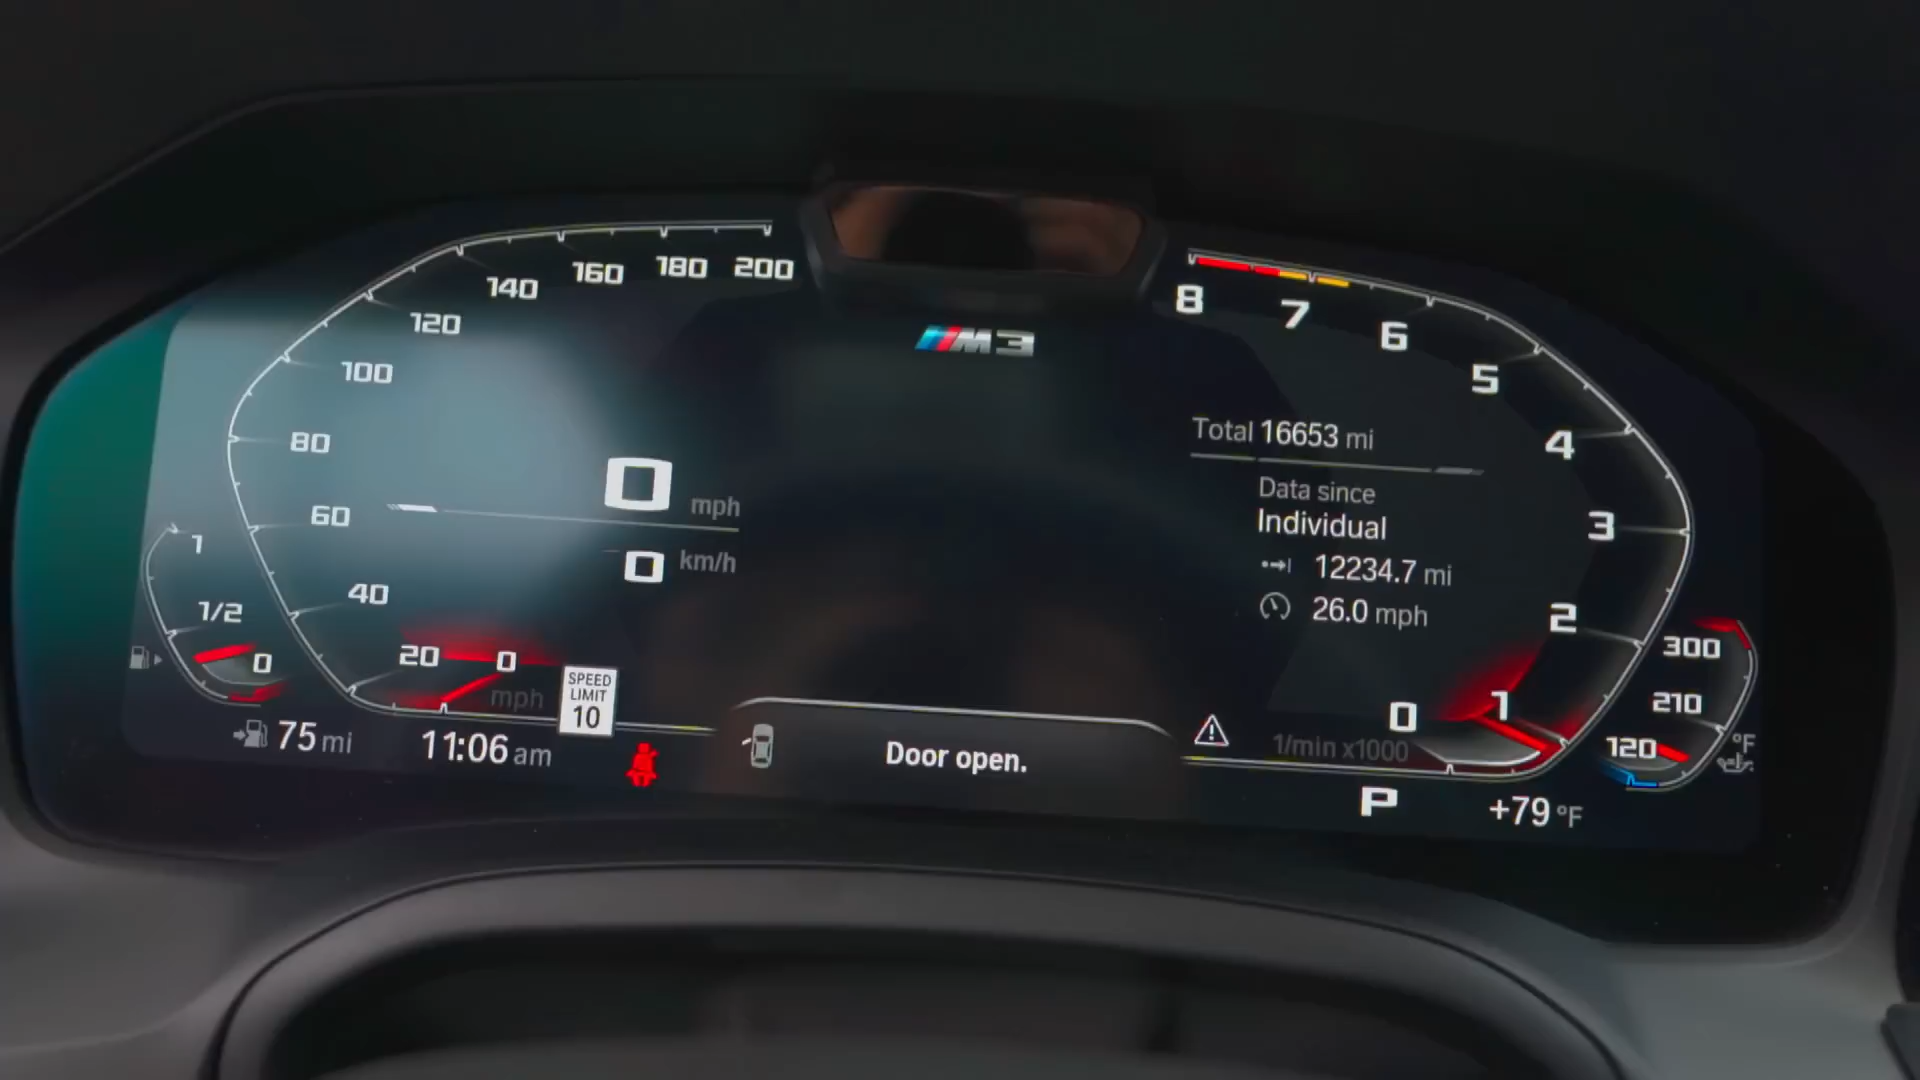 200
180
160
140
120
100
80
60
40
20
0
mph
0 mph
0 km/h
1
1/2
0
75 mi
11:06 am
SPEED
LIMIT
10
M3
Door open.
8
7
6
5
4
3
2
1
0
1/min x1000
Total 16653 mi
Data since
Individual
12234.7 mi
26.0 mph
P
+79 °F
300
210
120
°F